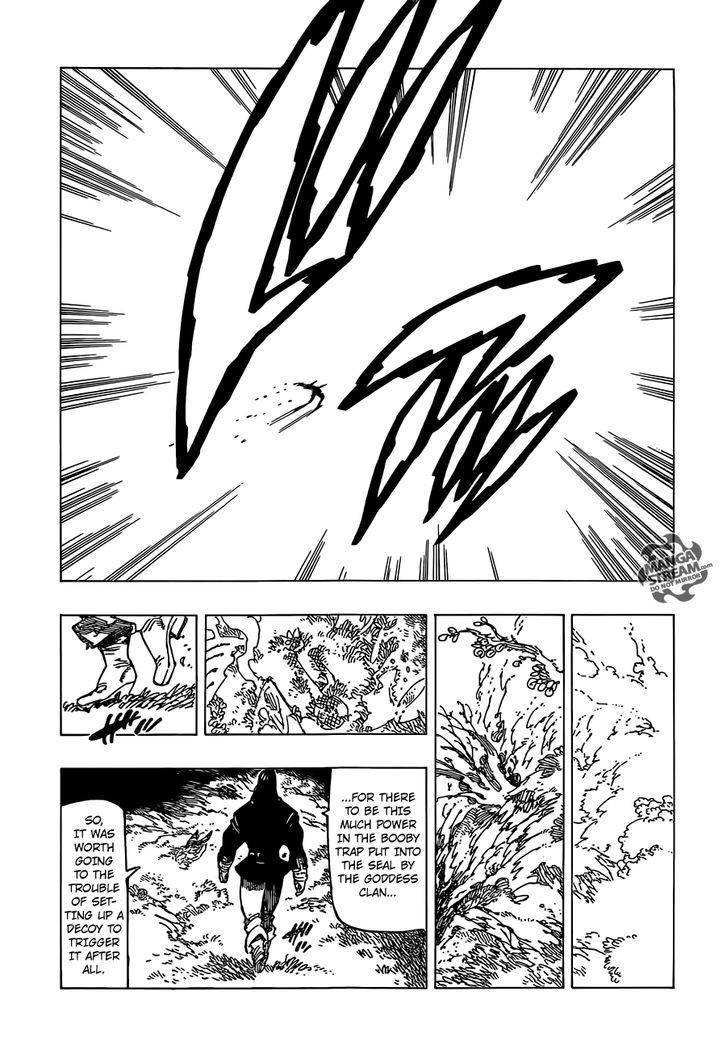 MANGA
STREAM.com
DO NOT MIRROR
...FOR THERE
TO BE THIS
MUCH POWER
IN THE BOOBY
TRAP PUT INTO
THE SEAL BY
THE GODDESS
CLAN...
SO,
IT WAS
WORTH
GOING
TO THE
TROUBLE
OF SET-
TING UP A
DECOY TO
TRIGGER
IT AFTER
ALL.